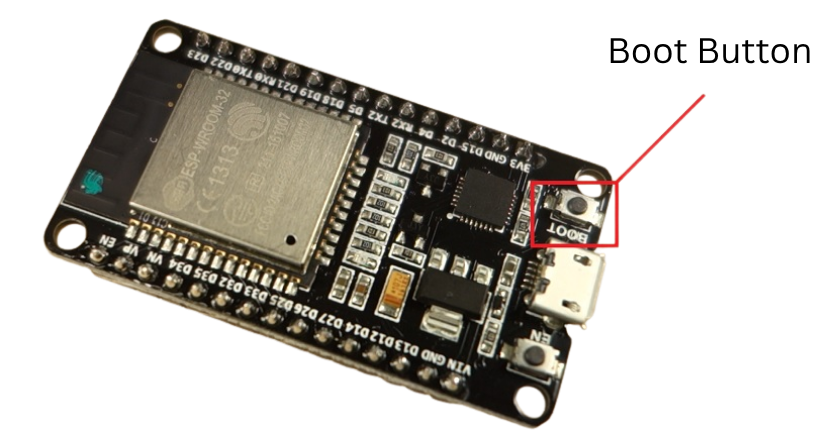 Boot Button
D23 D22 TX0 RX0 D21 D19 D18 D5 TX2 RX2 D4 D2 D15 GND 3V3
ESP-WROOM-32
CE1313
BOOT
EN VP VN D34 D35 D32 D33 D25 D26 D27 D14 D12 D13 GND VIN
EN